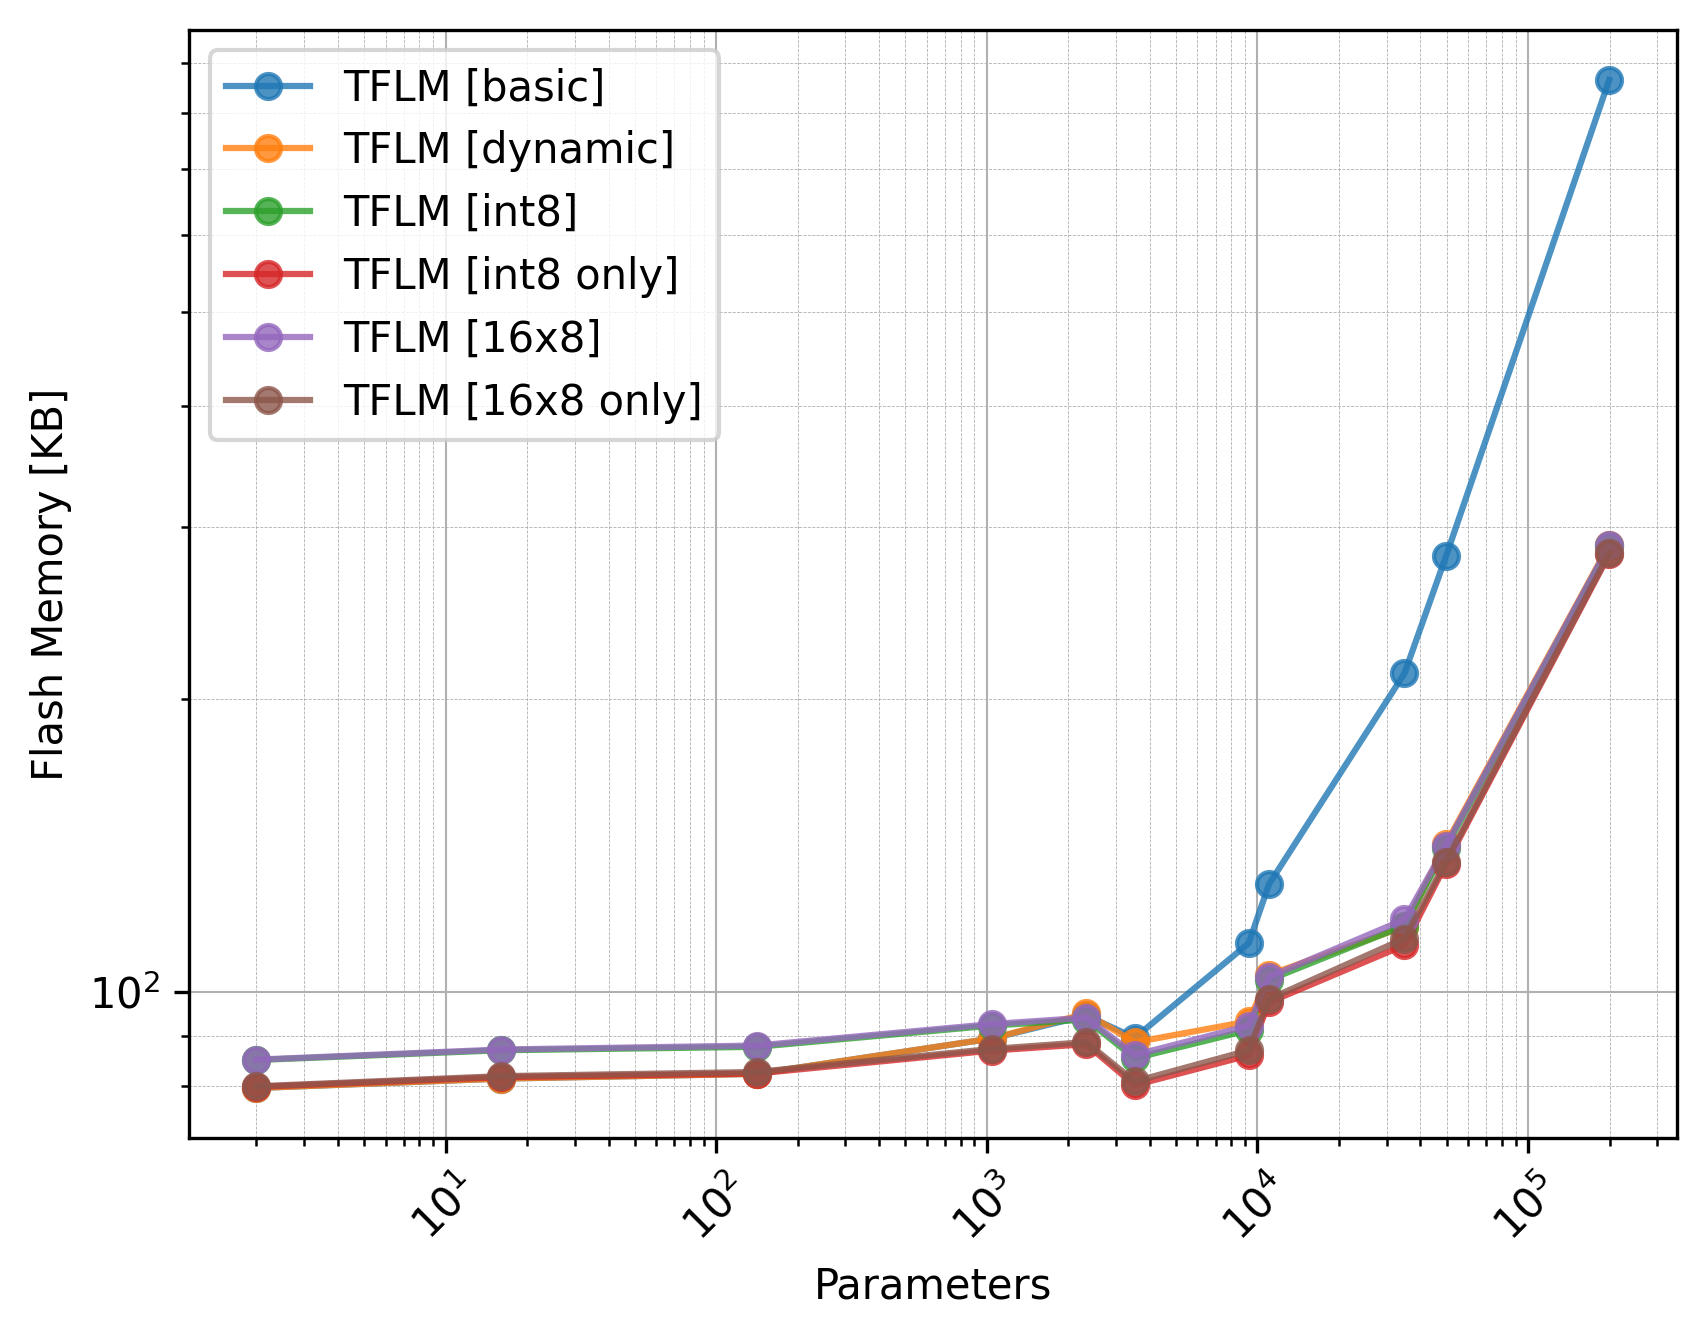 TFLM [basic]
TFLM [dynamic]
TFLM [int8]
TFLM [int8 only]
TFLM [16x8]
TFLM [16x8 only]
Flash Memory [KB]
10²
10¹
10²
10³
10⁴
10⁵
Parameters